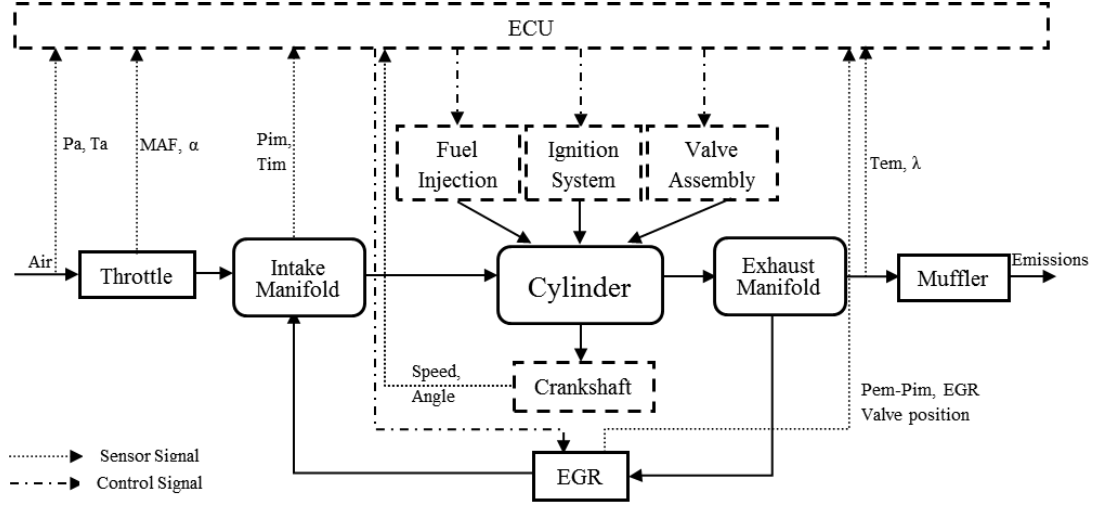 ECU
Pa, Ta
MAF, α
Pim,
Tim
Fuel
Injection
Ignition
System
Valve
Assembly
Tem, λ
Air
Throttle
Intake
Manifold
Cylinder
Exhaust
Manifold
Muffler
Emissions
Speed,
Angle
Crankshaft
Pem-Pim, EGR
Valve position
EGR
Sensor Signal
Control Signal